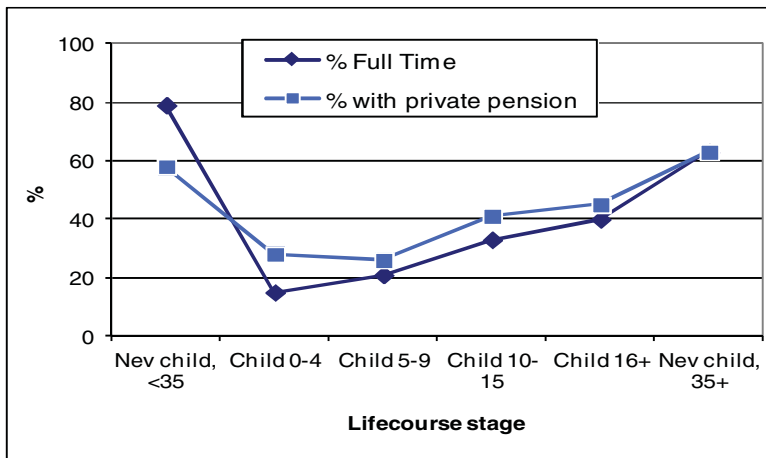 100
80
60
40
20
0
%
% Full Time
% with private pension
Nev child, <35
Child 0-4
Child 5-9
Child 10-15
Child 16+
Nev child, 35+
Lifecourse stage